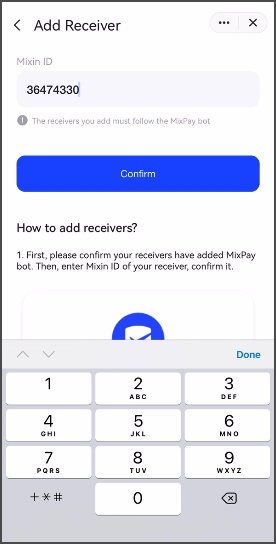 Add Receiver
Mixin ID
36474330
The receivers you add must follow the MixPay bot
Confirm
How to add receivers?
1. First, please confirm your receivers have added MixPay
bot. Then, enter Mixin ID of your receiver, confirm it.
Done
1 2 3
ABC DEF
4 5 6
GHI JKL MNO
7 8 9
PQRS TUV WXYZ
+*# 0